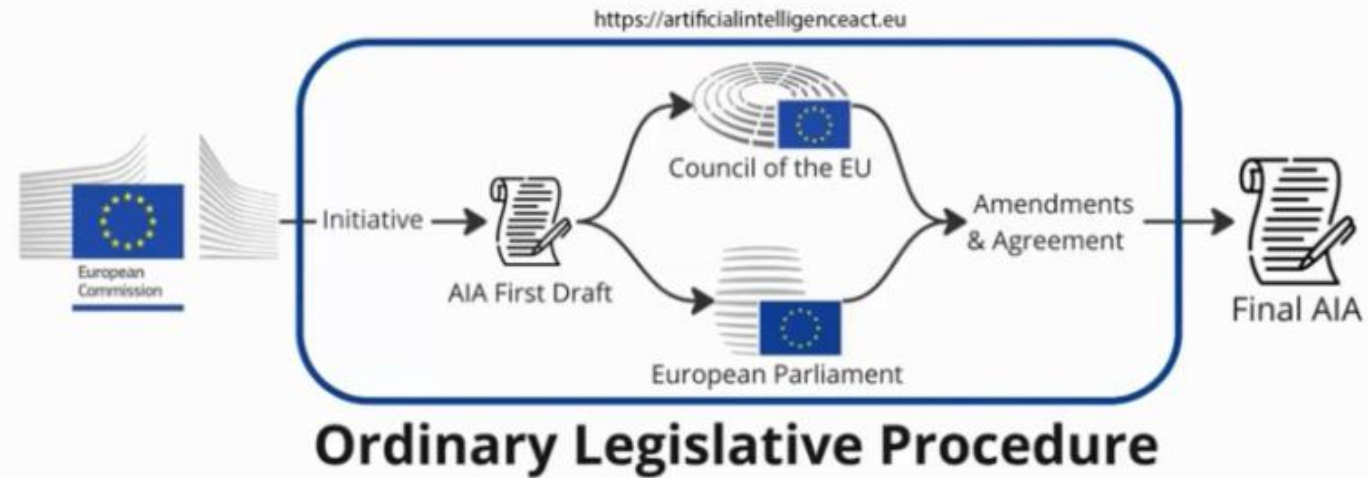 https://artificialintelligenceact.eu
European
Commission
Initiative
AIA First Draft
Council of the EU
European Parliament
Amendments
& Agreement
Final AIA
Ordinary Legislative Procedure